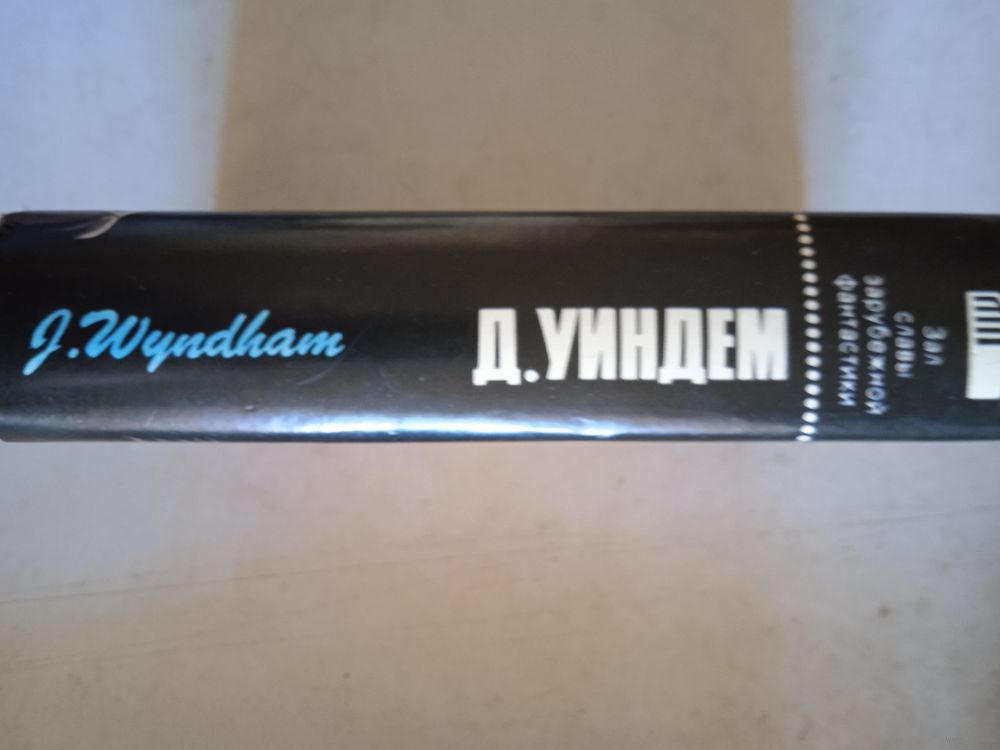 J. Wyndham
Д. УИНДЕМ
Зал
славы
зарубежной
фантастики